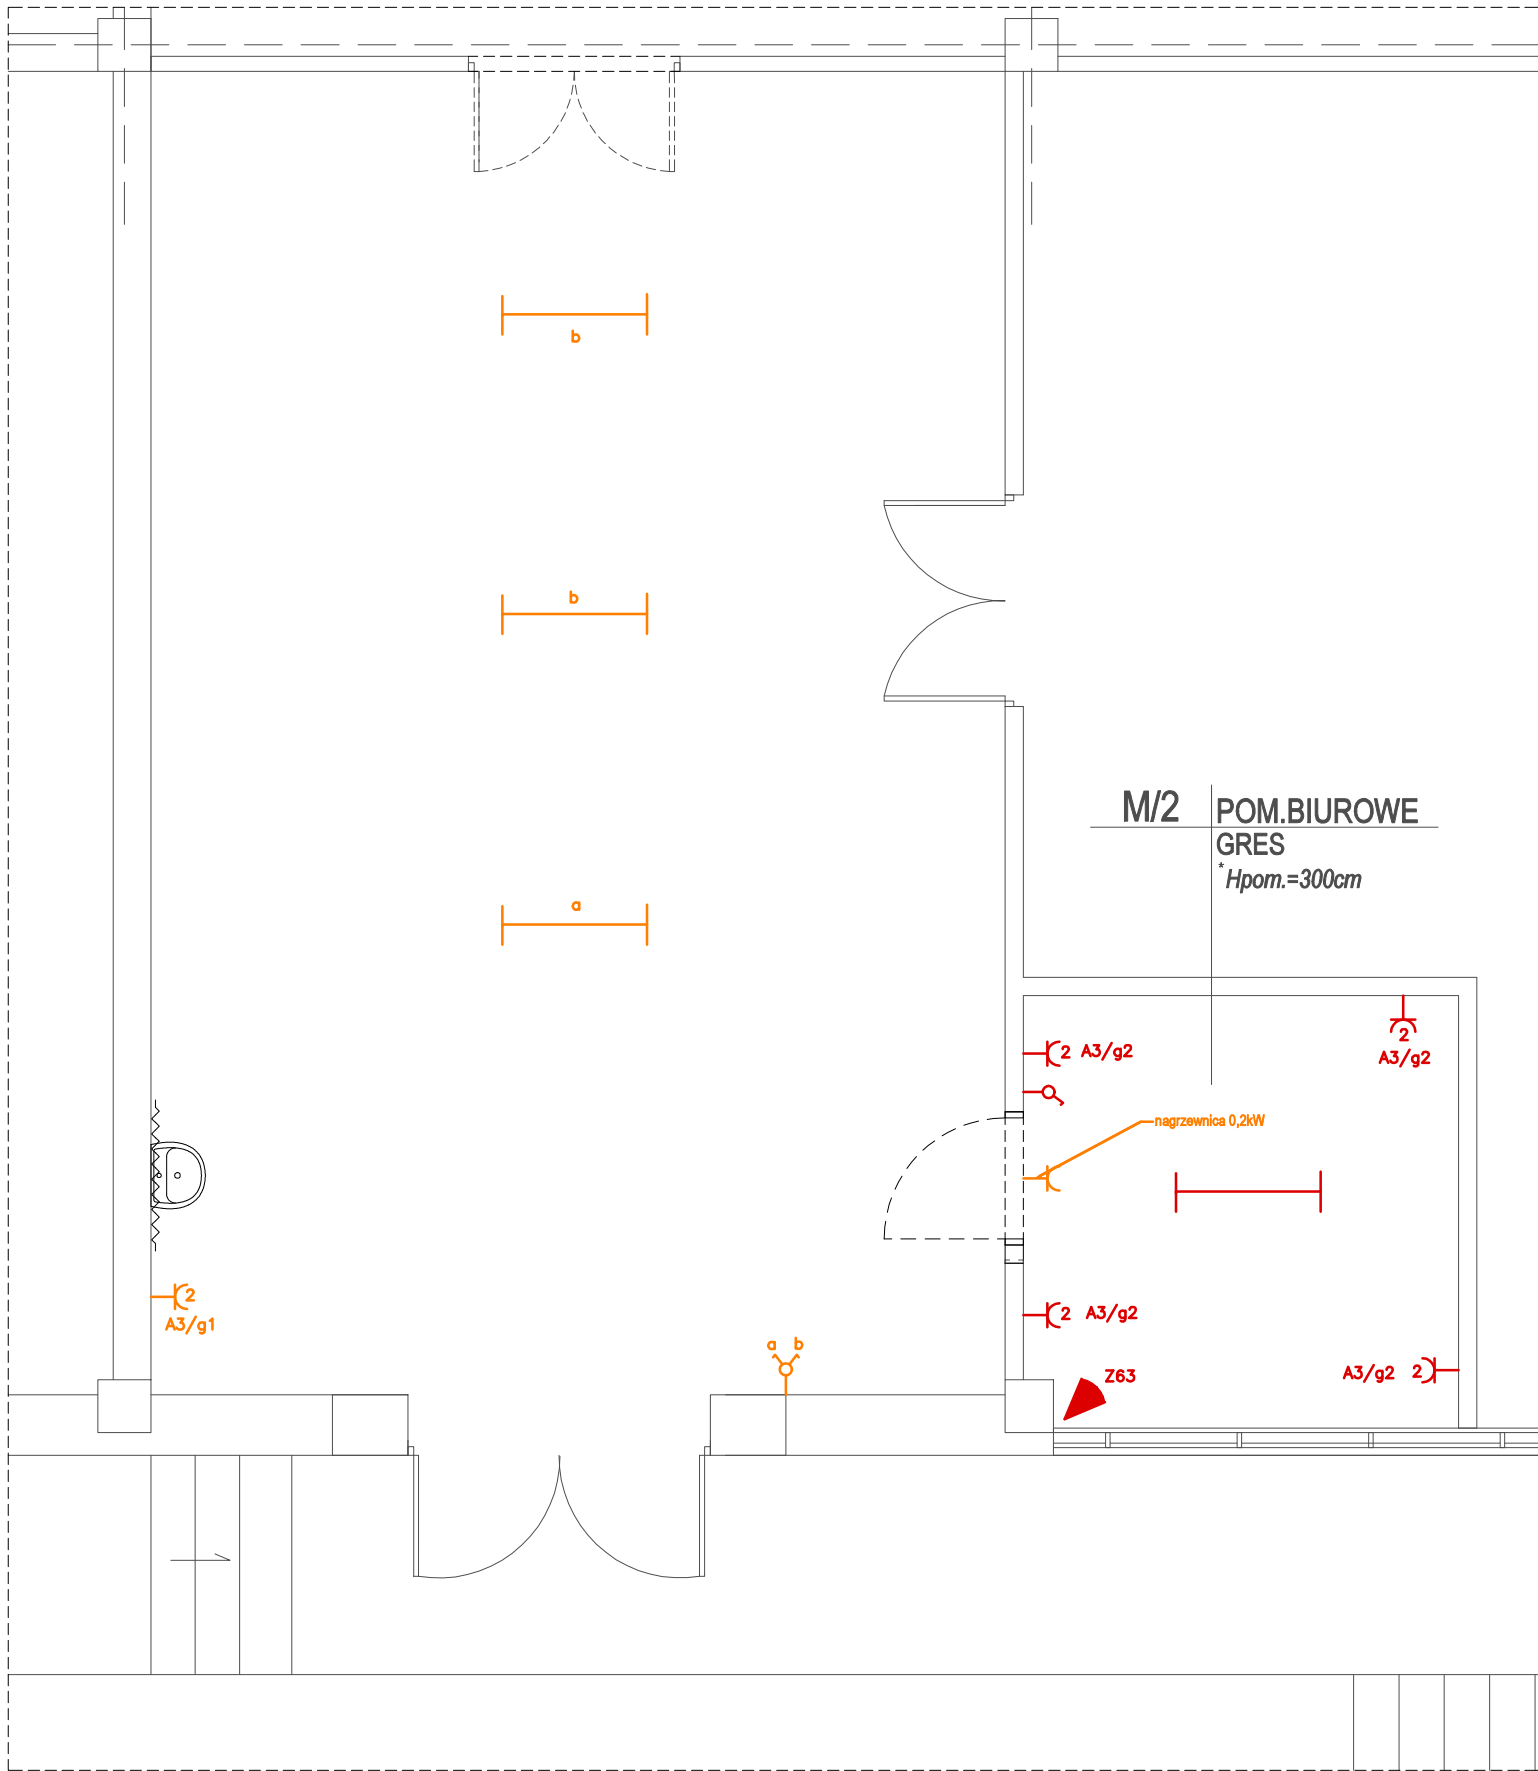 b
b
M/2
POM.BIUROWE
GRES
*Hpom.=300cm
a
2
A3/g2
2 A3/g2
nagrzewnica 0,2kW
2
A3/g1
2 A3/g2
a b
Z63
A3/g2 2